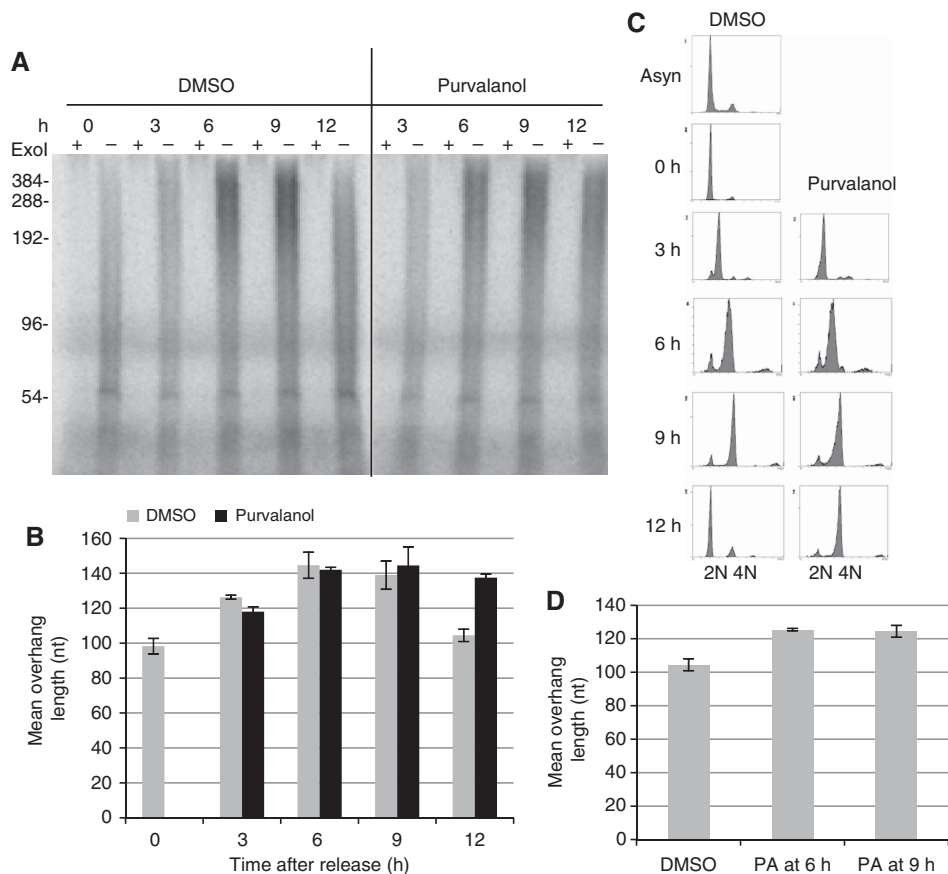 A
DMSO Purvalanol
h 0 3 6 9 12 3 6 9 12
ExoI + – + – + – + – + – + – + – + – + –
384-
288-
192-
96-
54-
B
DMSO Purvalanol
Mean overhang
length (nt)
160
140
120
100
80
60
40
20
0
0 3 6 9 12
Time after release (h)
C
DMSO
Asyn
0 h
Purvalanol
3 h
6 h
9 h
12 h
2N 4N 2N 4N
D
Mean overhang
length (nt)
140
120
100
80
60
40
20
0
DMSO PA at 6 h PA at 9 h